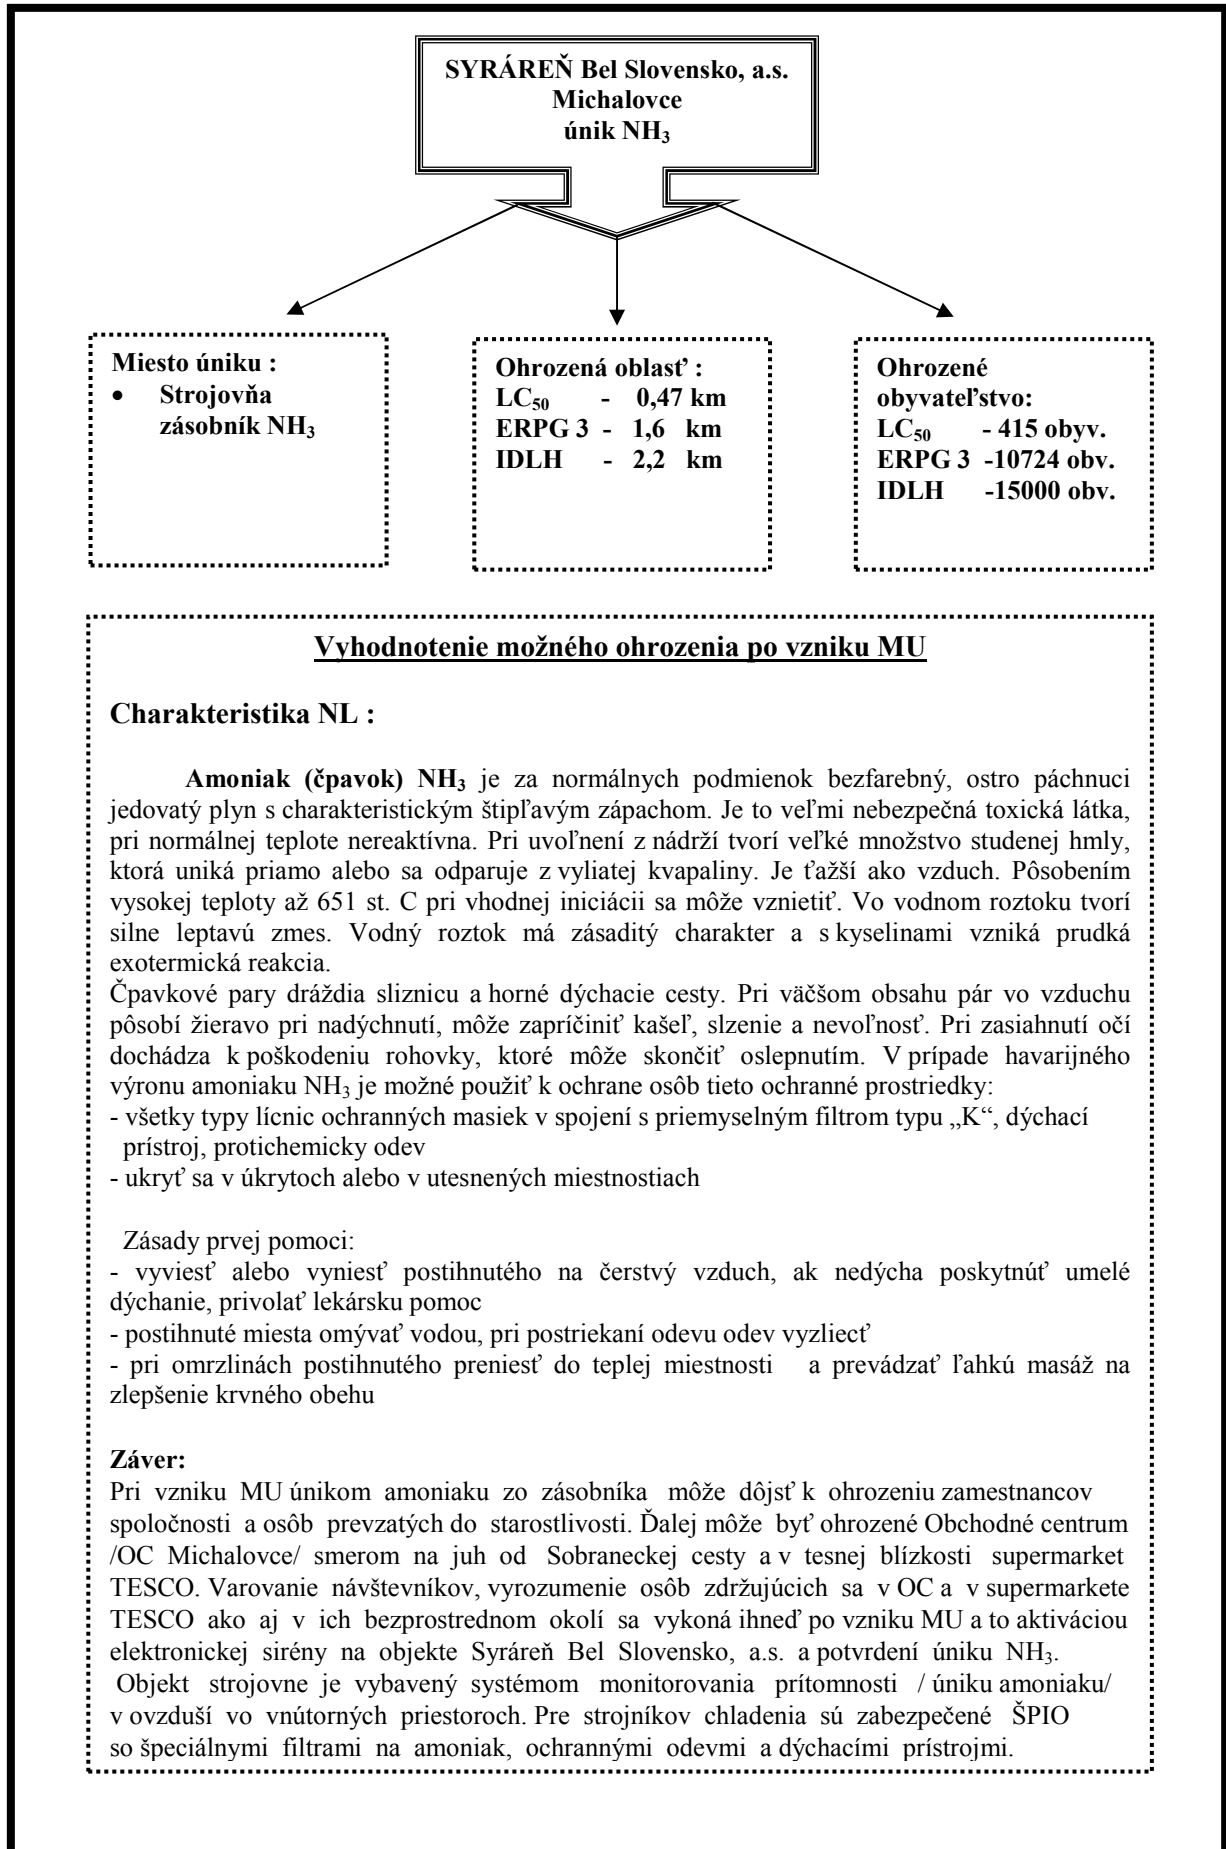 SYRÁREŇ Bel Slovensko, a.s.
Michalovce
únik NH₃
Miesto úniku :
• Strojovňa
zásobník NH₃
Ohrozená oblasť :
LC₅₀ - 0,47 km
ERPG 3 - 1,6 km
IDLH - 2,2 km
Ohrozené
obyvateľstvo:
LC₅₀ - 415 obyv.
ERPG 3 -10724 obv.
IDLH -15000 obv.
Vyhodnotenie možného ohrozenia po vzniku MU
Charakteristika NL :
Amoniak (čpavok) NH₃ je za normálnych podmienok bezfarebný, ostro páchnuci
jedovatý plyn s charakteristickým štipľavým zápachom. Je to veľmi nebezpečná toxická látka,
pri normálnej teplote nereaktívna. Pri uvoľnení z nádrží tvorí veľké množstvo studenej hmly,
ktorá uniká priamo alebo sa odparuje z vyliatej kvapaliny. Je ťažší ako vzduch. Pôsobením
vysokej teploty až 651 st. C pri vhodnej iniciácii sa môže vznietiť. Vo vodnom roztoku tvorí
silne leptavú zmes. Vodný roztok má zásaditý charakter a s kyselinami vzniká prudká
exotermická reakcia.
Čpavkové pary dráždia sliznicu a horné dýchacie cesty. Pri väčšom obsahu pár vo vzduchu
pôsobí žieravo pri nadýchnutí, môže zapríčiniť kašeľ, slzenie a nevoľnosť. Pri zasiahnutí očí
dochádza k poškodeniu rohovky, ktoré môže skončiť oslepnutím. V prípade havarijného
výronu amoniaku NH₃ je možné použiť k ochrane osôb tieto ochranné prostriedky:
- všetky typy lícnic ochranných masiek v spojení s priemyselným filtrom typu „K“, dýchací
prístroj, protichemicky odev
- ukryť sa v úkrytoch alebo v utesnených miestnostiach
Zásady prvej pomoci:
- vyviesť alebo vyniesť postihnutého na čerstvý vzduch, ak nedýcha poskytnúť umelé
dýchanie, privolať lekársku pomoc
- postihnuté miesta omývať vodou, pri postriekaní odevu odev vyzliecť
- pri omrzlinách postihnutého preniesť do teplej miestnosti a prevádzať ľahkú masáž na
zlepšenie krvného obehu
Záver:
Pri vzniku MU únikom amoniaku zo zásobníka môže dôjsť k ohrozeniu zamestnancov
spoločnosti a osôb prevzatých do starostlivosti. Ďalej môže byť ohrozené Obchodné centrum
/OC Michalovce/ smerom na juh od Sobraneckej cesty a v tesnej blízkosti supermarket
TESCO. Varovanie návštevníkov, vyrozumenie osôb zdržujúcich sa v OC a v supermarkete
TESCO ako aj v ich bezprostrednom okolí sa vykoná ihneď po vzniku MU a to aktiváciou
elektronickej sirény na objekte Syráreň Bel Slovensko, a.s. a potvrdení úniku NH₃.
Objekt strojovne je vybavený systémom monitorovania prítomnosti / úniku amoniaku/
v ovzduší vo vnútorných priestoroch. Pre strojníkov chladenia sú zabezpečené ŠPIO
so špeciálnymi filtrami na amoniak, ochrannými odevmi a dýchacími prístrojmi.